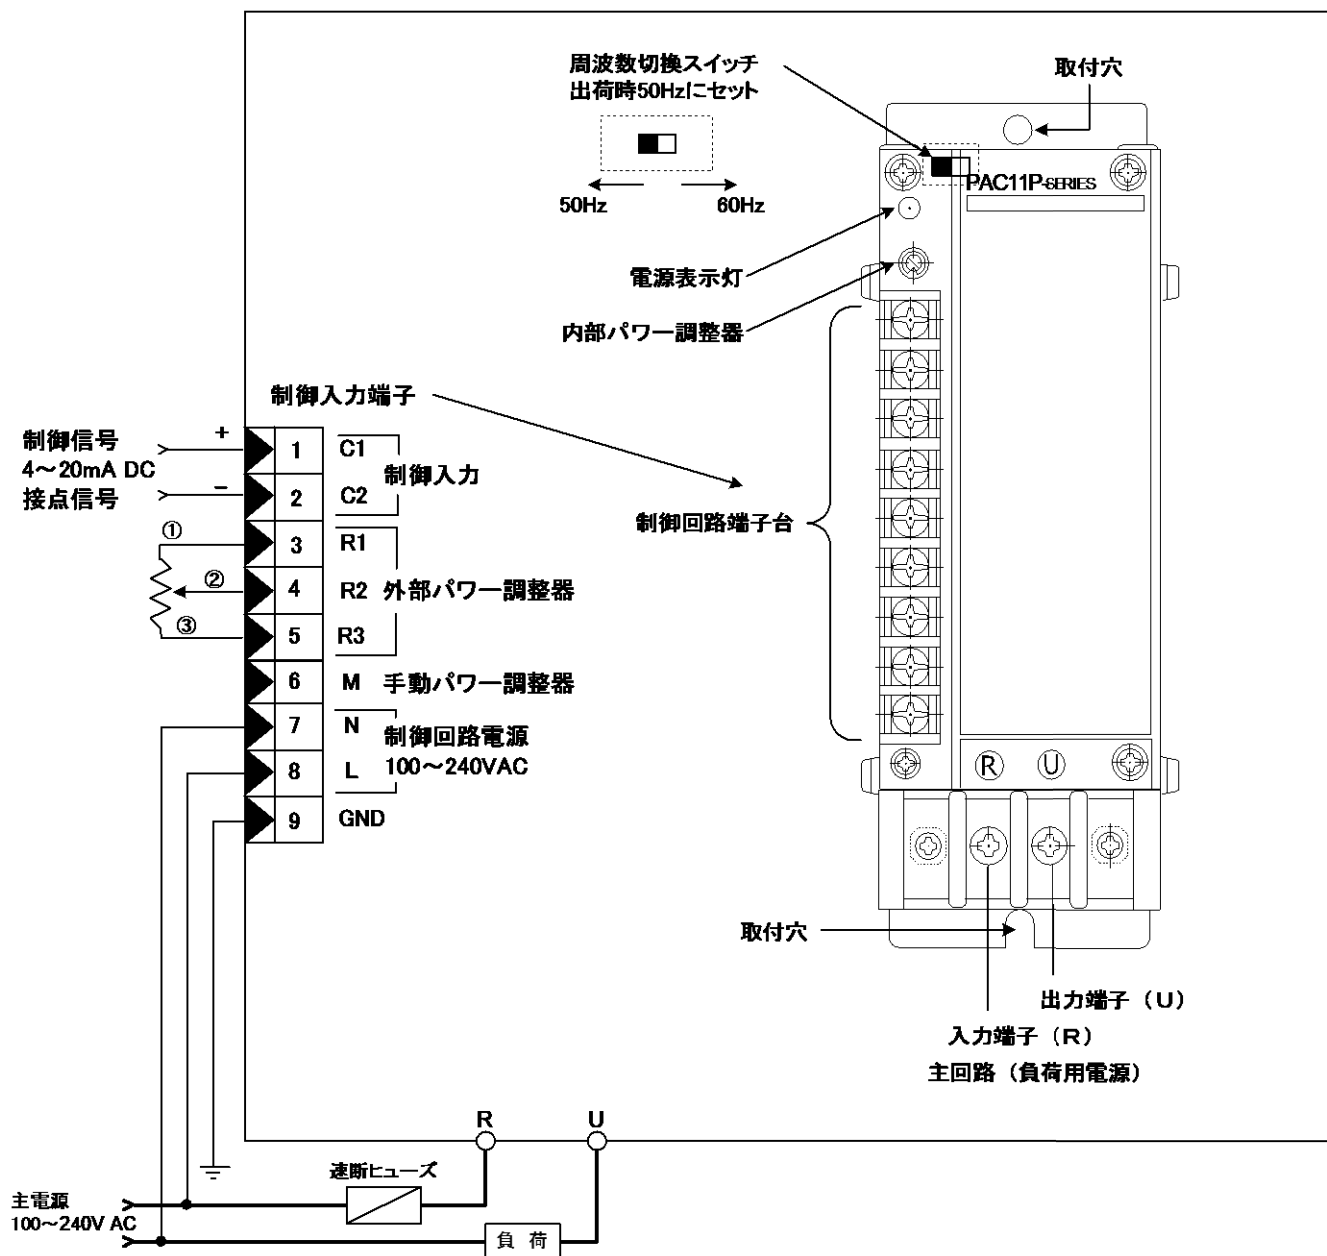 周波数切換スイッチ
出荷時50Hzにセット
50Hz
60Hz
取付穴
PAC11P-SERIES
電源表示灯
内部パワー調整器
制御入力端子
制御回路端子台
制御信号
4～20mA DC
接点信号
+
−
1 C1
2 C2
制御入力
①
②
③
3 R1
4 R2
5 R3
外部パワー調整器
6 M 手動パワー調整器
7 N
8 L
制御回路電源
100～240VAC
9 GND
R U
取付穴
出力端子（U）
入力端子（R）
主回路（負荷用電源）
R
U
速断ヒューズ
主電源
100～240V AC
負 荷